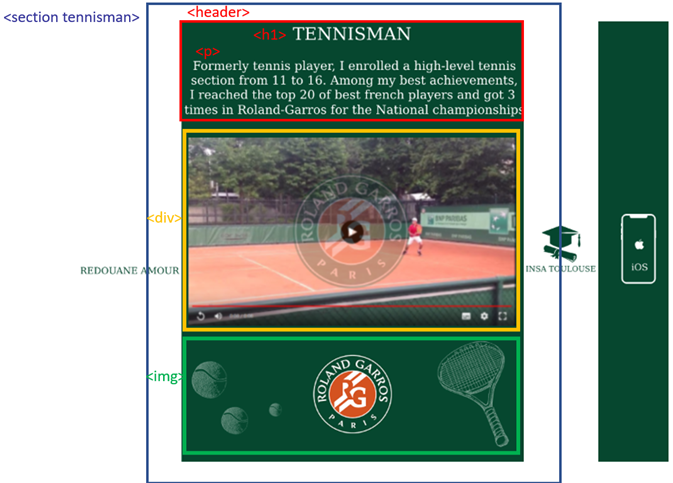 <section tennisman>
<header>
<h1> TENNISMAN
<p>
Formerly tennis player, I enrolled a high-level tennis
section from 11 to 16. Among my best achievements,
I reached the top 20 of best french players and got 3
times in Roland-Garros for the National championships
<div>
ROLAND GARROS
PARIS
BNP PARIBAS
REDOUANE AMOUR
INSA TOULOUSE
iOS
<img>
ROLAND GARROS
RG
PARIS